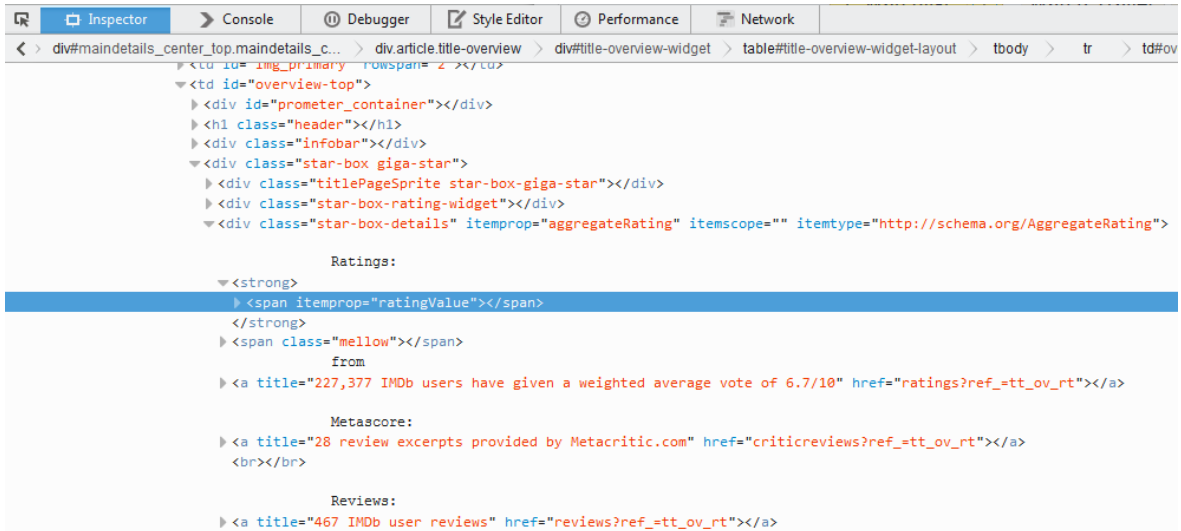 Inspector Console Debugger Style Editor Performance Network
div#maindetails_center_top.maindetails_c... div.article.title-overview div#title-overview-widget table#title-overview-widget-layout tbody tr td#ov
<td id="img_primary" rowspan="2"></td>
<td id="overview-top">
<div id="prometer_container"></div>
<h1 class="header"></h1>
<div class="infobar"></div>
<div class="star-box giga-star">
<div class="titlePageSprite star-box-giga-star"></div>
<div class="star-box-rating-widget"></div>
<div class="star-box-details" itemprop="aggregateRating" itemscope="" itemtype="http://schema.org/AggregateRating">
Ratings:
<strong>
<span itemprop="ratingValue"></span>
</strong>
<span class="mellow"></span>
from
<a title="227,377 IMDb users have given a weighted average vote of 6.7/10" href="ratings?ref_=tt_ov_rt"></a>
Metascore:
<a title="28 review excerpts provided by Metacritic.com" href="criticreviews?ref_=tt_ov_rt"></a>
<br></br>
Reviews:
<a title="467 IMDb user reviews" href="reviews?ref_=tt_ov_rt"></a>